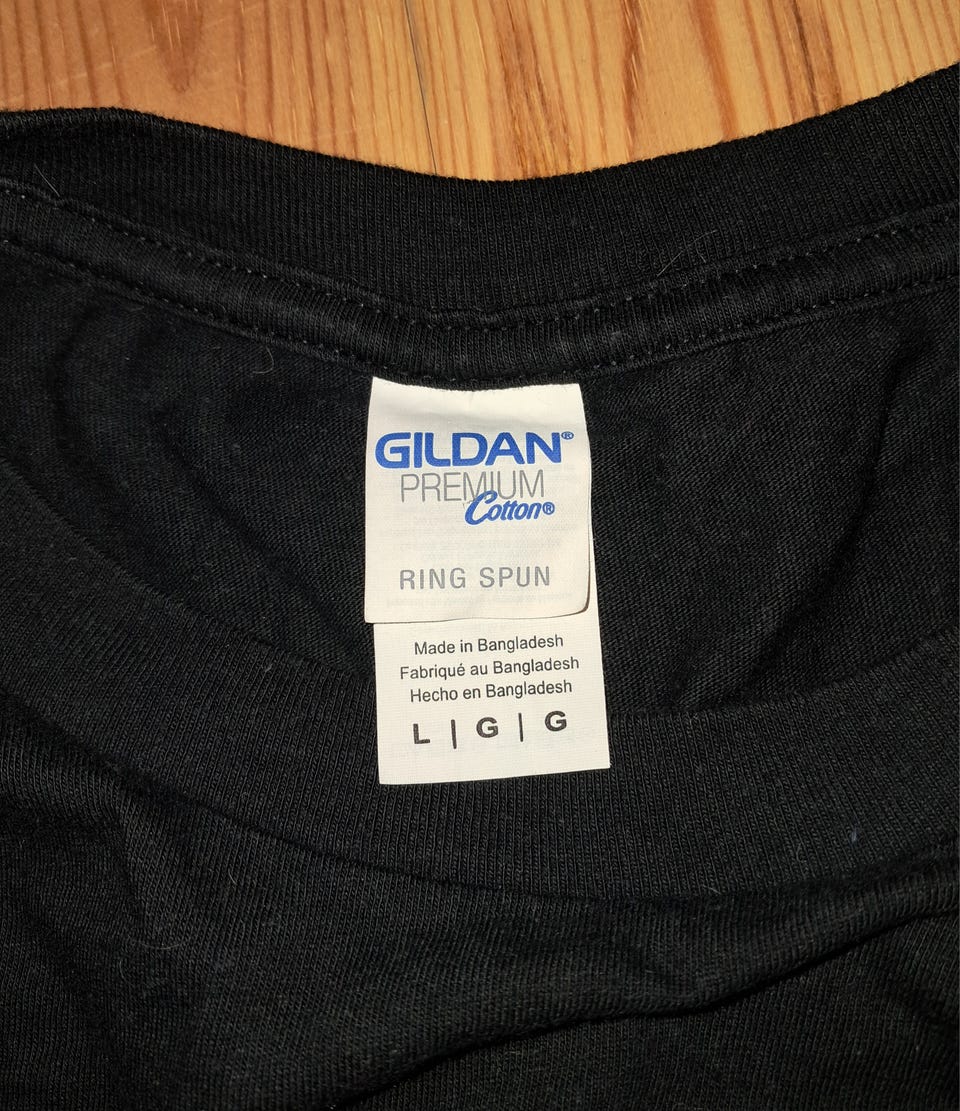 GILDAN®
PREMIUM
Cotton®
RING SPUN
Made in Bangladesh
Fabriqué au Bangladesh
Hecho en Bangladesh
L | G | G